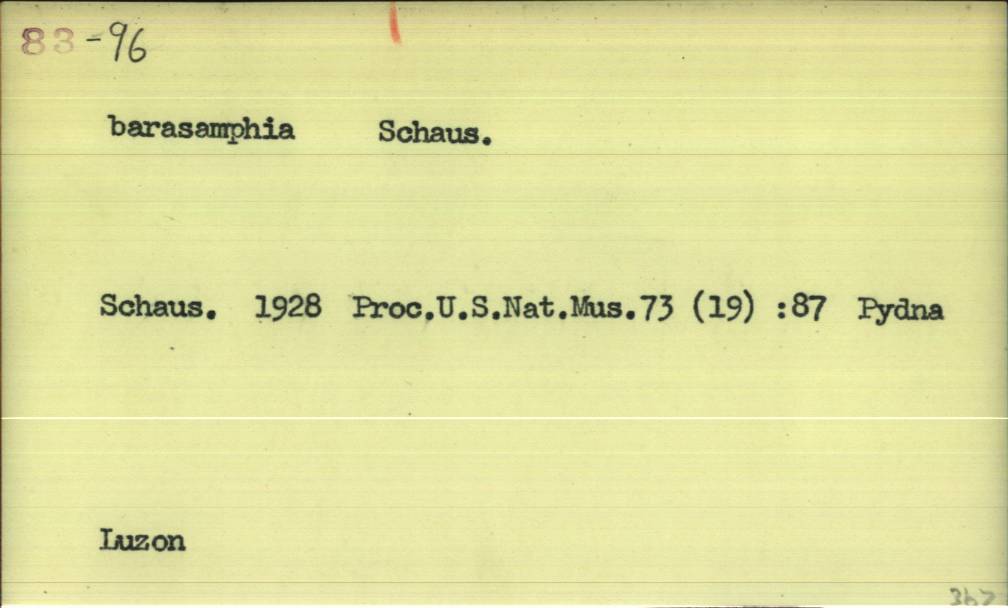 83-96
barasamphia Schaus.
Schaus. 1928 Proc.U.S.Nat.Mus.73 (19) :87 Pydna
Luzon